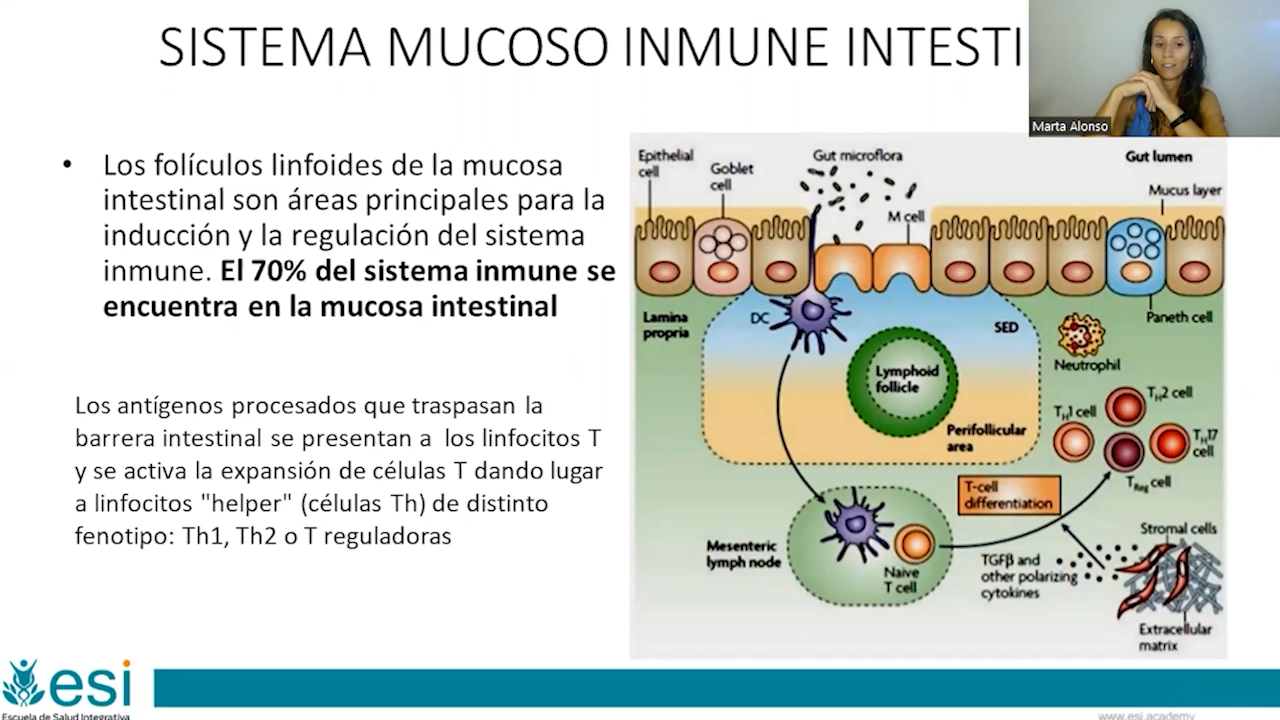 SISTEMA MUCOSO INMUNE INTESTI
Marta Alonso
• Los folículos linfoides de la mucosa
intestinal son áreas principales para la
inducción y la regulación del sistema
inmune. El 70% del sistema inmune se
encuentra en la mucosa intestinal
Los antígenos procesados que traspasan la
barrera intestinal se presentan a los linfocitos T
y se activa la expansión de células T dando lugar
a linfocitos "helper" (células Th) de distinto
fenotipo: Th1, Th2 o T reguladoras
Epithelial
cell
Goblet
cell
Gut microflora
Gut lumen
Mucus layer
M cell
Lamina
propria
DC
SED
Paneth cell
Neutrophil
Lymphoid
follicle
Perifollicular
area
TH2 cell
TH1 cell
TH17
cell
TReg cell
T-cell
differentiation
Mesenteric
lymph node
Naive
T cell
TGFβ and
other polarizing
cytokines
Stromal cells
Extracellular
matrix
esi
Escuela de Salud Integrativa
www.esi.academy